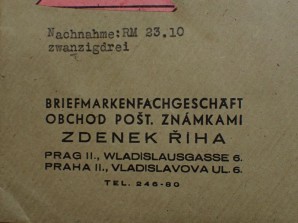 Nachnahme:RM 23.10
zwanzigdrei
BRIEFMARKENFACHGESCHÄFT
OBCHOD POŠT. ZNÁMKAMI
ZDENEK ŘIHA
PRAG II., WLADISLAUSGASSE 6.
PRAHA II., VLADISLAVOVA UL. 6.
TEL. 246-80